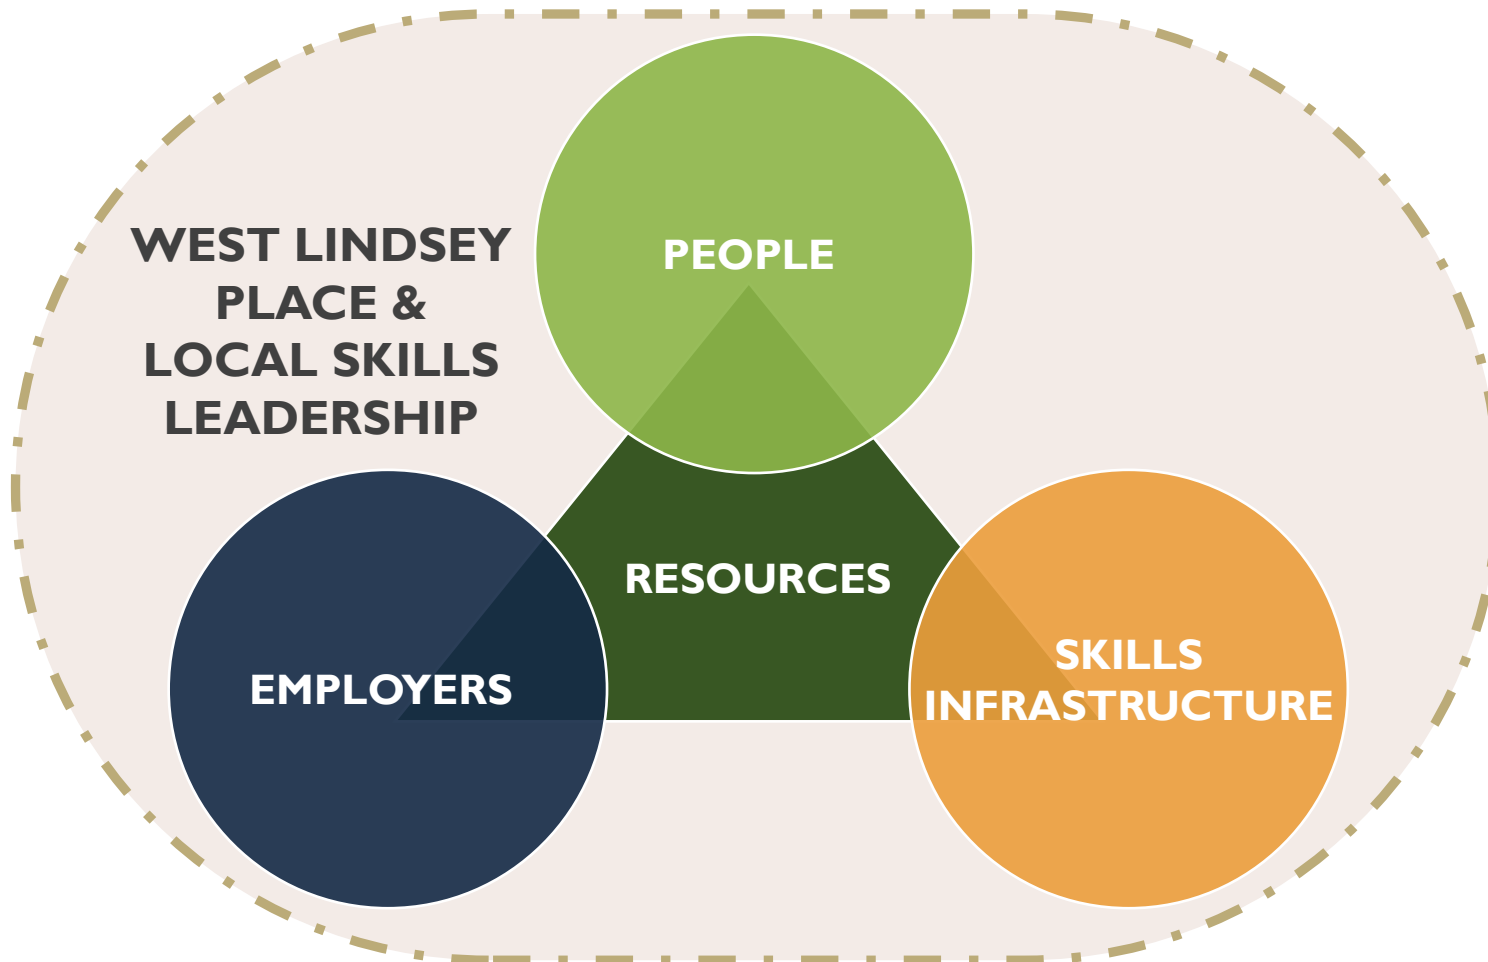 WEST LINDSEY
PLACE &
LOCAL SKILLS
LEADERSHIP
PEOPLE
RESOURCES
EMPLOYERS
SKILLS
INFRASTRUCTURE